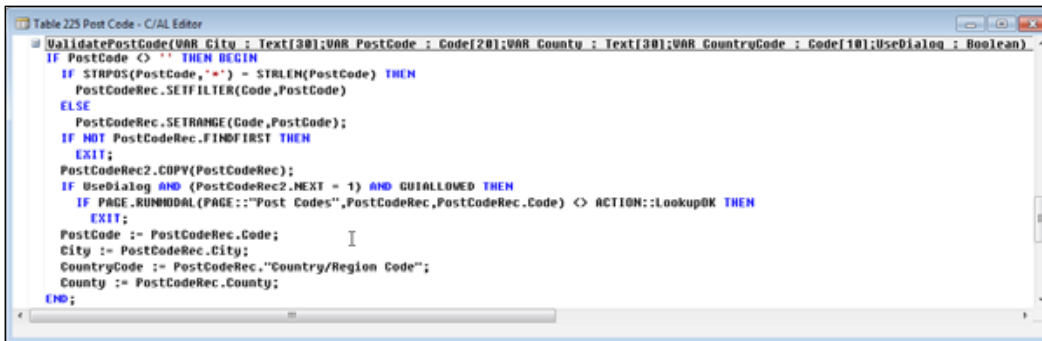 Table 225 Post Code - C/AL Editor
ValidatePostCode(VAR City : Text[30];VAR PostCode : Code[20];VAR County : Text[30];VAR CountryCode : Code[10];UseDialog : Boolean)
IF PostCode <> '' THEN BEGIN
IF STRPOS(PostCode,'*') = STRLEN(PostCode) THEN
PostCodeRec.SETFILTER(Code,PostCode)
ELSE
PostCodeRec.SETRANGE(Code,PostCode);
IF NOT PostCodeRec.FINDFIRST THEN
EXIT;
PostCodeRec2.COPY(PostCodeRec);
IF UseDialog AND (PostCodeRec2.NEXT = 1) AND GUIALLOWED THEN
IF PAGE.RUNMODAL(PAGE::"Post Codes",PostCodeRec,PostCodeRec.Code) <> ACTION::LookupOK THEN
EXIT;
PostCode := PostCodeRec.Code;
City := PostCodeRec.City;
CountryCode := PostCodeRec."Country/Region Code";
County := PostCodeRec.County;
END;